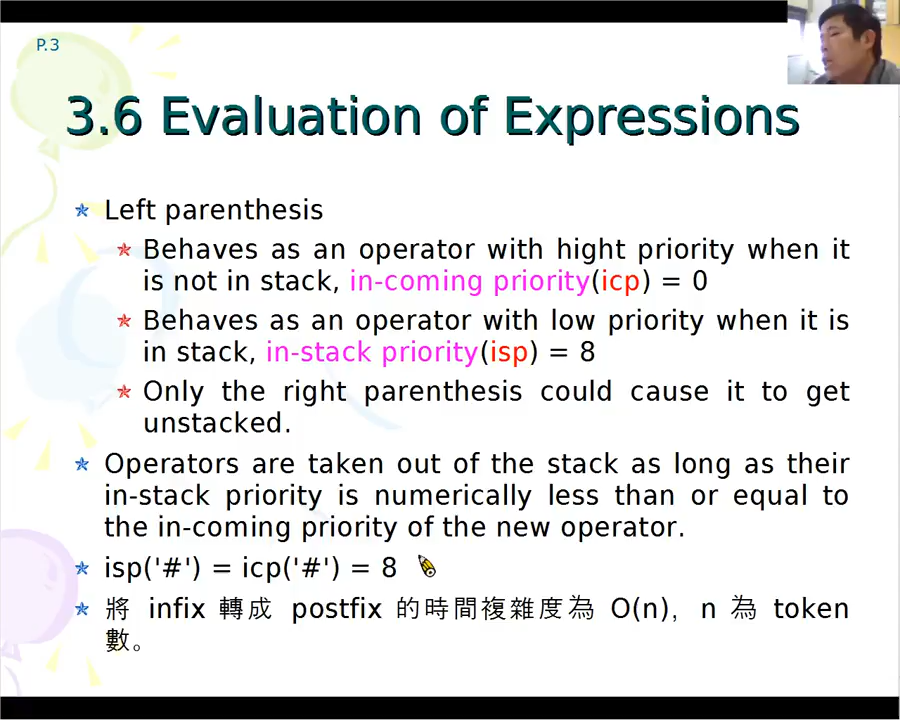 P.3
3.6 Evaluation of Expressions
Left parenthesis
Behaves as an operator with hight priority when it
is not in stack, in-coming priority(icp) = 0
Behaves as an operator with low priority when it is
in stack, in-stack priority(isp) = 8
Only the right parenthesis could cause it to get
unstacked.
Operators are taken out of the stack as long as their
in-stack priority is numerically less than or equal to
the in-coming priority of the new operator.
isp('#') = icp('#') = 8
將 infix 轉成 postfix 的時間複雜度為 O(n), n 為 token
數。